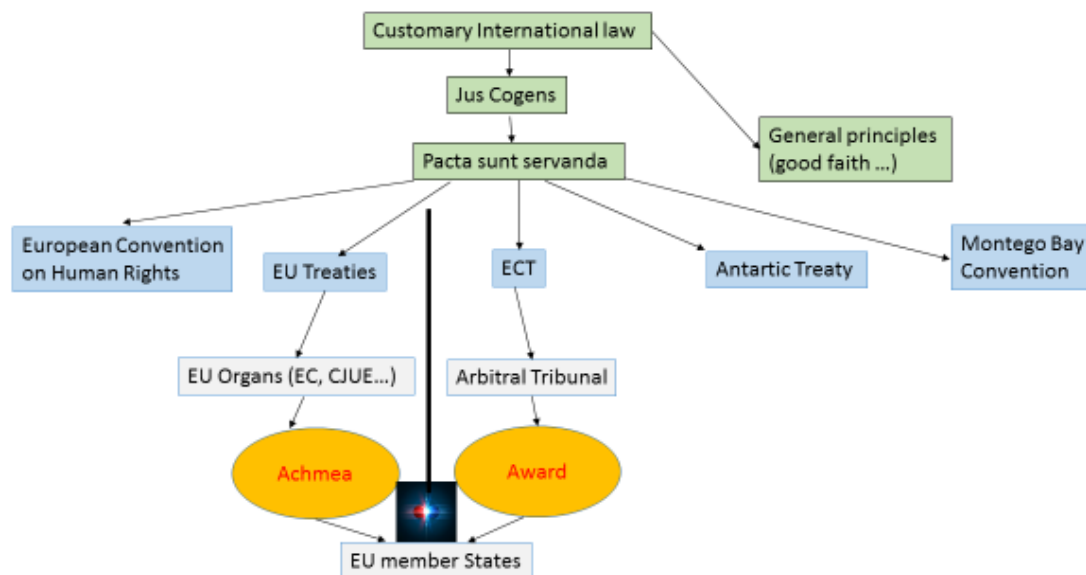 Customary International law
Jus Cogens
General principles
(good faith ...)
Pacta sunt servanda
European Convention
on Human Rights
EU Treaties
ECT
Antartic Treaty
Montego Bay
Convention
EU Organs (EC, CJUE...)
Arbitral Tribunal
Achmea
Award
EU member States